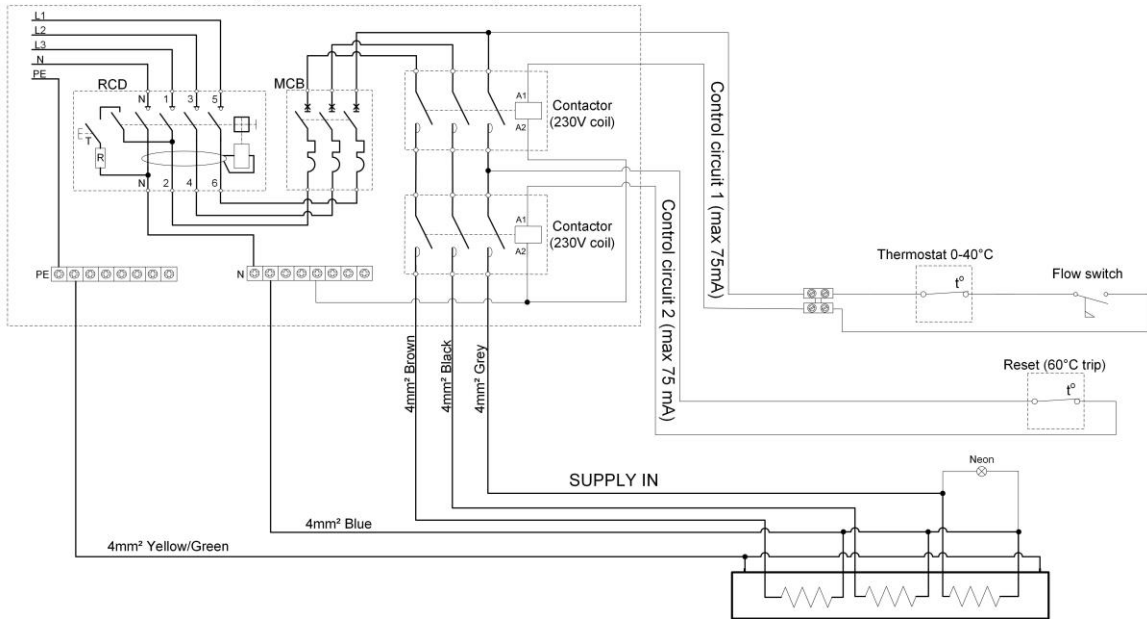 L1
L2
L3
N
PE
RCD
MCB
N 1 3 5
T
R
N 2 4 6
A1
A2
Contactor
(230V coil)
A1
A2
Contactor
(230V coil)
PE
N
Control circuit 1 (max 75mA)
Control circuit 2 (max 75 mA)
Thermostat 0-40°C
t°
Flow switch
Reset (60°C trip)
t°
4mm² Brown
4mm² Black
4mm² Grey
Neon
SUPPLY IN
4mm² Blue
4mm² Yellow/Green